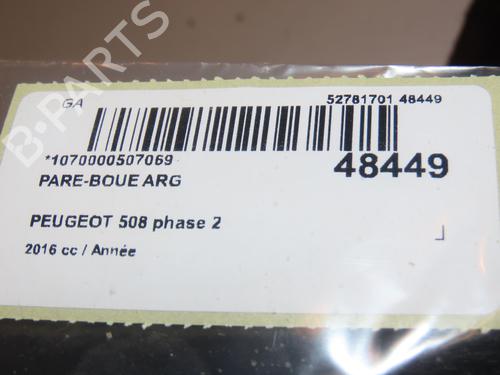 GA 52781701 48449
*1070000507069
48449
PARE-BOUE ARG
PEUGEOT 508 phase 2
2016 cc / Année
B-PARTS